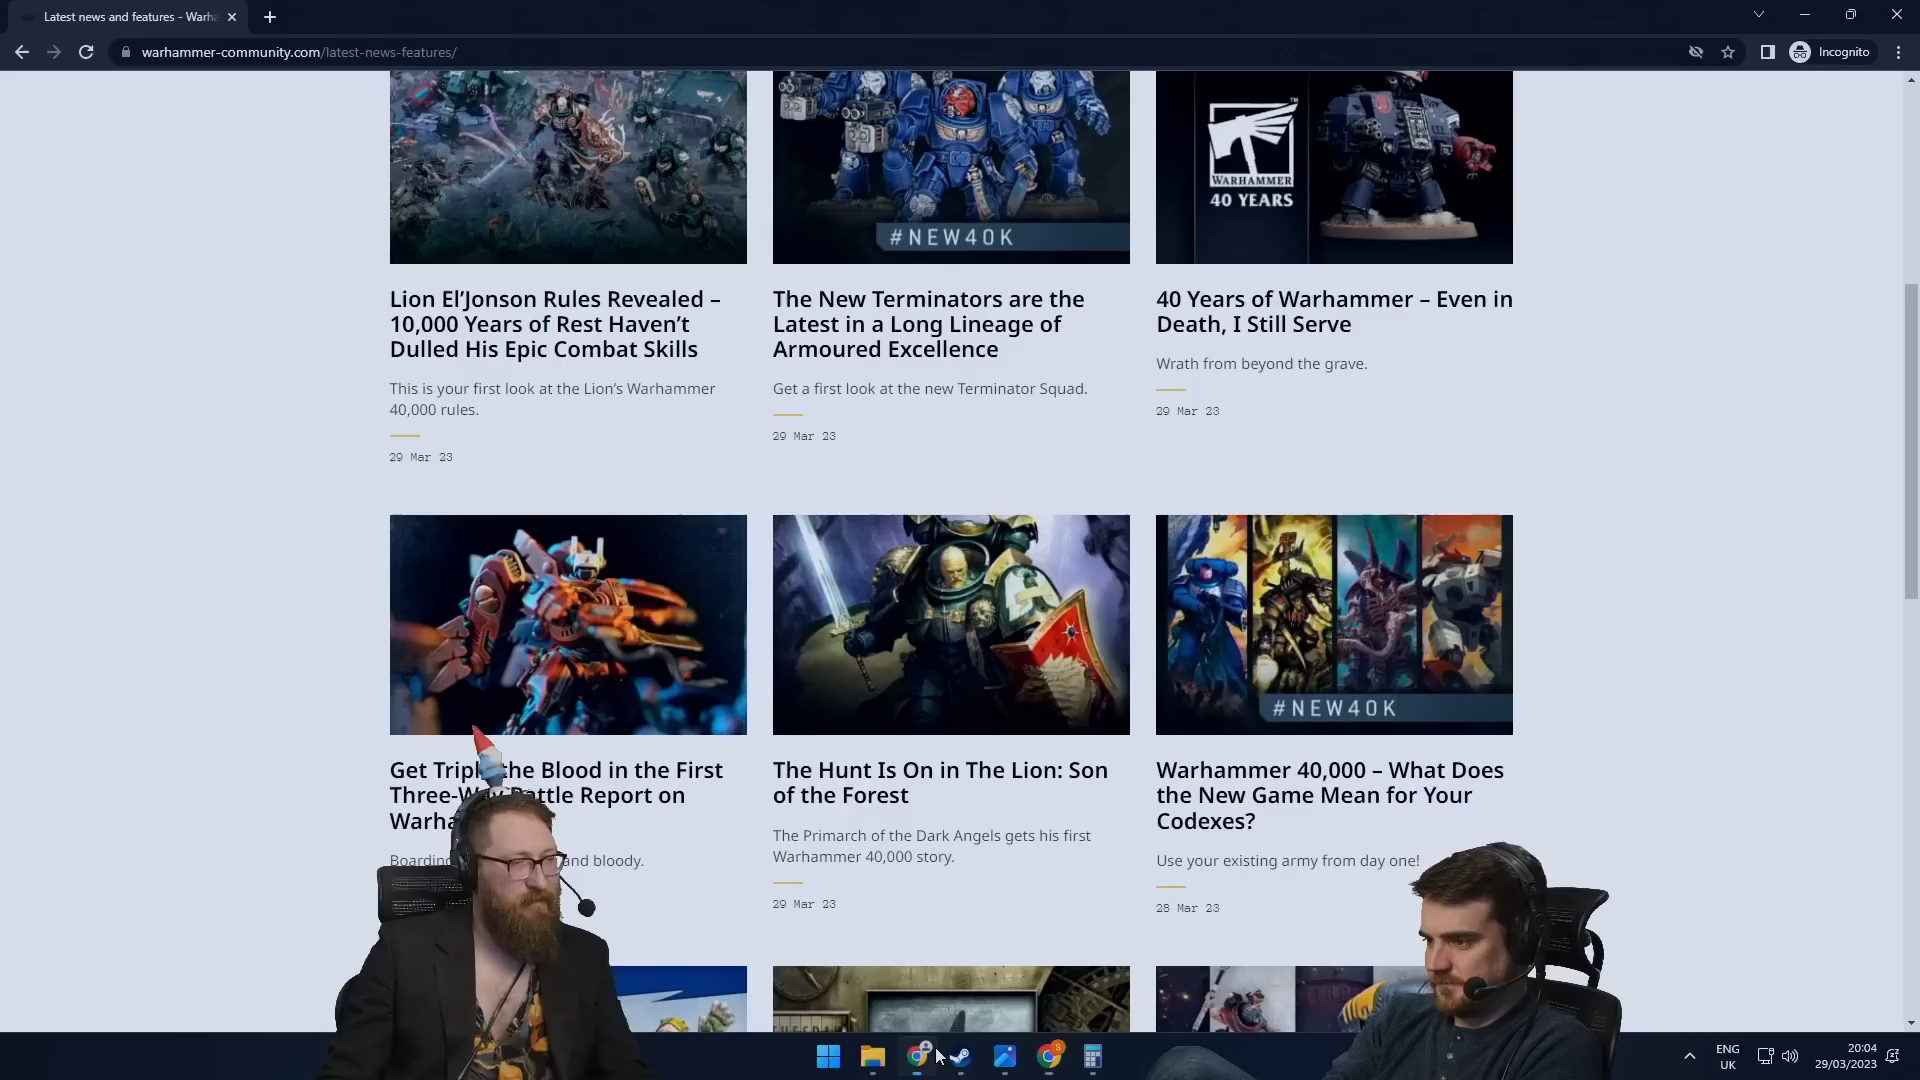 Latest news and features - Warha
warhammer-community.com/latest-news-features/
Incognito
#NEW40K
WARHAMMER
40 YEARS
Lion El’Jonson Rules Revealed –
10,000 Years of Rest Haven’t
Dulled His Epic Combat Skills
This is your first look at the Lion’s Warhammer
40,000 rules.
29 Mar 23
The New Terminators are the
Latest in a Long Lineage of
Armoured Excellence
Get a first look at the new Terminator Squad.
29 Mar 23
40 Years of Warhammer – Even in
Death, I Still Serve
Wrath from beyond the grave.
29 Mar 23
#NEW40K
Get Tripl the Blood in the First
Three-W Battle Report on
Warha
Boarding and bloody.
The Hunt Is On in The Lion: Son
of the Forest
The Primarch of the Dark Angels gets his first
Warhammer 40,000 story.
29 Mar 23
Warhammer 40,000 – What Does
the New Game Mean for Your
Codexes?
Use your existing army from day one!
28 Mar 23
ENG
UK
20:04
29/03/2023